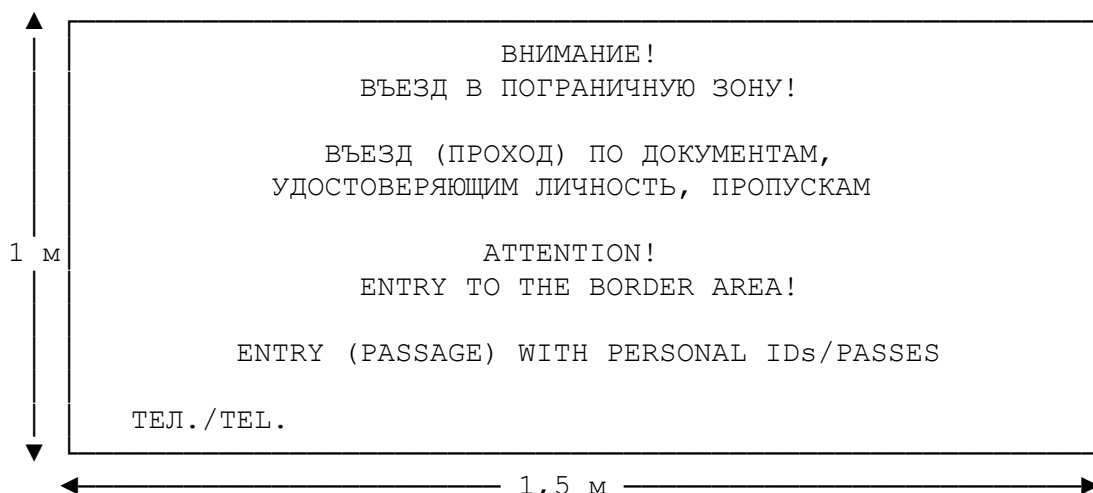 ВНИМАНИЕ!
ВЪЕЗД В ПОГРАНИЧНУЮ ЗОНУ!
ВЪЕЗД (ПРОХОД) ПО ДОКУМЕНТАМ,
УДОСТОВЕРЯЮЩИМ ЛИЧНОСТЬ, ПРОПУСКАМ
1 м
ATTENTION!
ENTRY TO THE BORDER AREA!
ENTRY (PASSAGE) WITH PERSONAL IDs/PASSES
ТЕЛ./TEL.
1,5 м